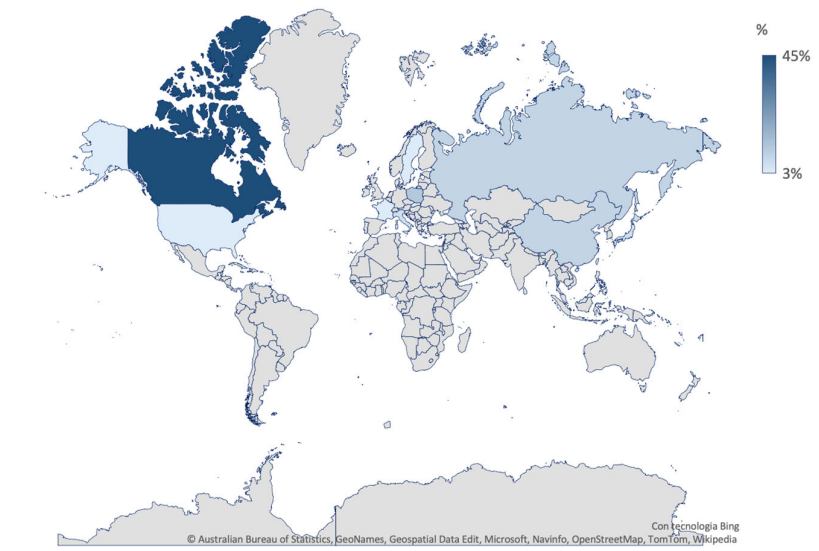 %
45%
3%
Con tecnologia Bing
© Australian Bureau of Statistics, GeoNames, Geospatial Data Edit, Microsoft, Navinfo, OpenStreetMap, TomTom, Wikipedia